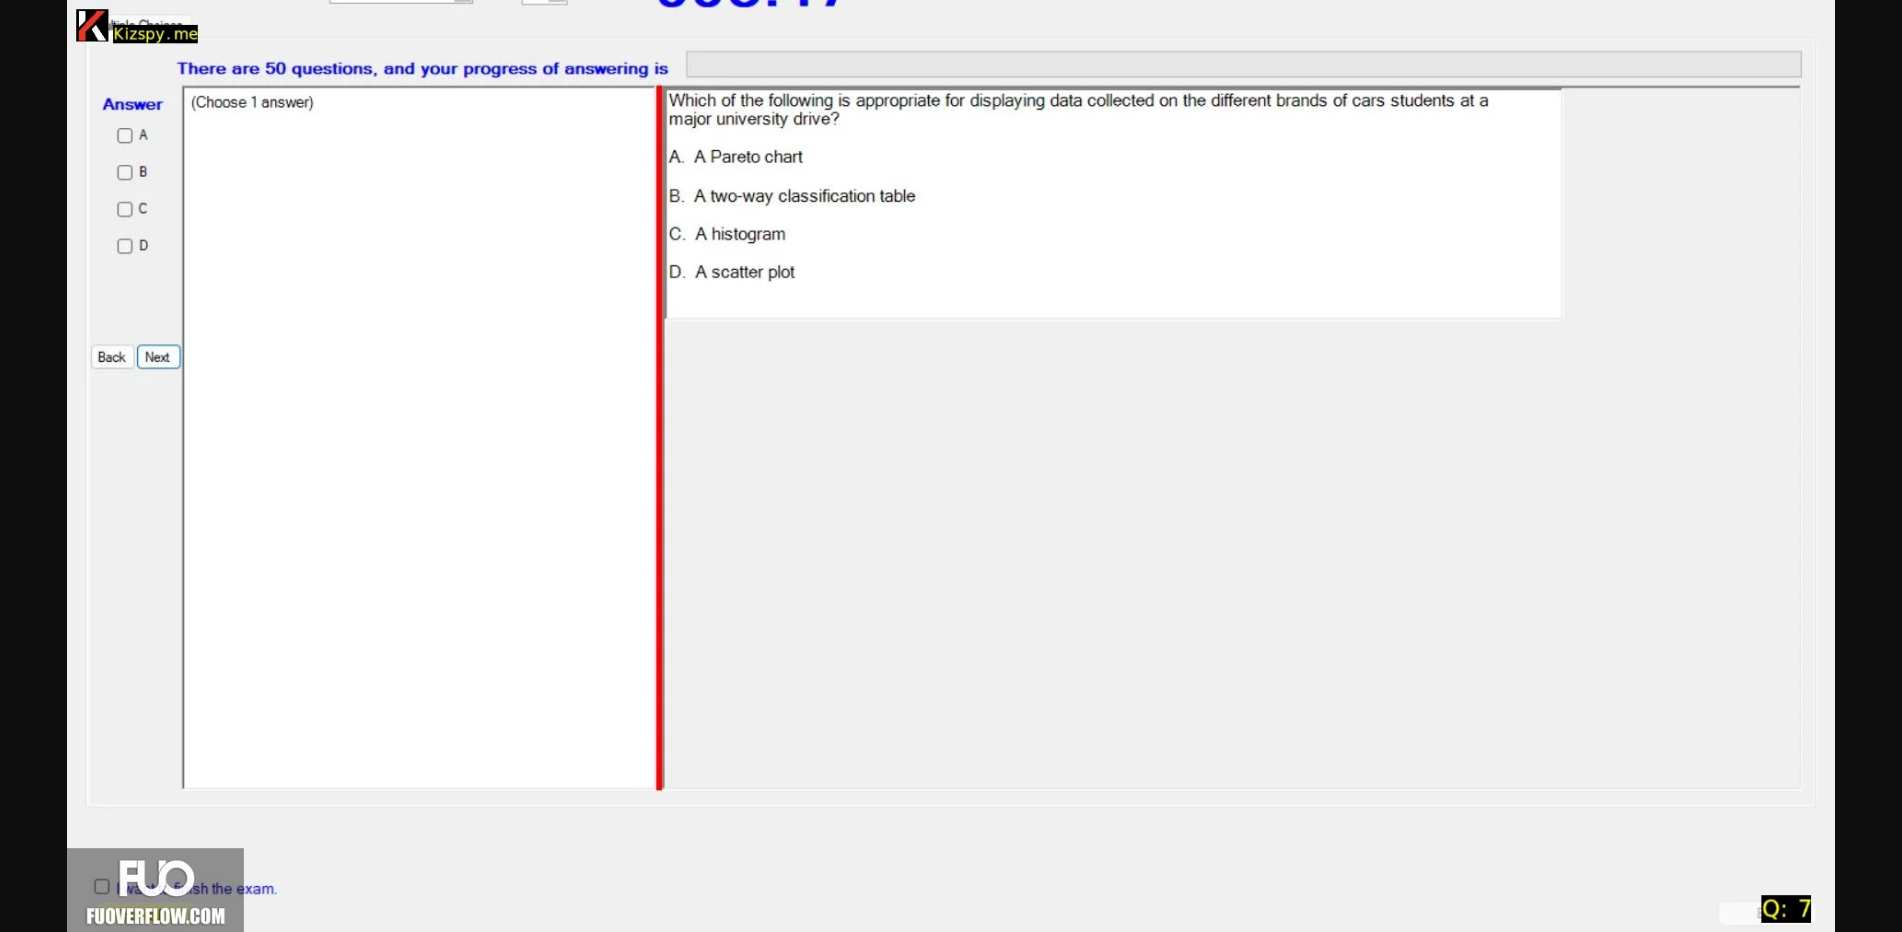 Kizspy.me
There are 50 questions, and your progress of answering is
Answer
(Choose 1 answer)
A
B
C
D
Back
Next
Which of the following is appropriate for displaying data collected on the different brands of cars students at a
major university drive?
A. A Pareto chart
B. A two-way classification table
C. A histogram
D. A scatter plot
FUO
the exam.
FUOVERFLOW.COM
Q: 7